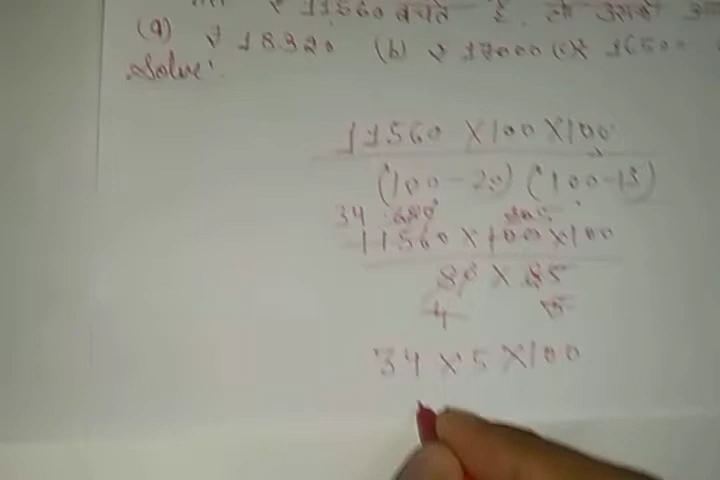 ₹ 11560 बचते है. तो उसकी
(a) ₹ 18320 (b) ₹ 17000 (c) ₹ 16500
Solve:
11560 X 100 X 100
(100 - 20) (100 - 15)
34 680
11560 X 100 X 100
80 X 85
4 5
34 X 5 X 100